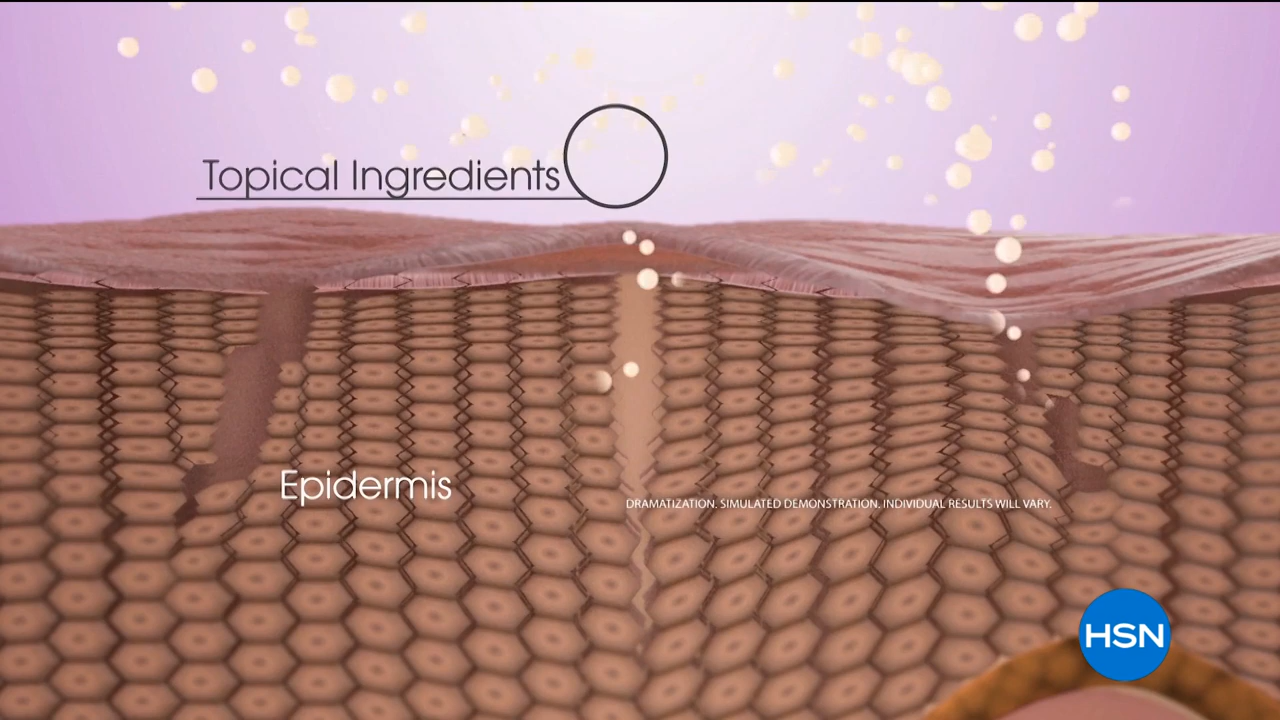 Topical Ingredients
Epidermis
DRAMATIZATION. SIMULATED DEMONSTRATION. INDIVIDUAL RESULTS WILL VARY.
HSN